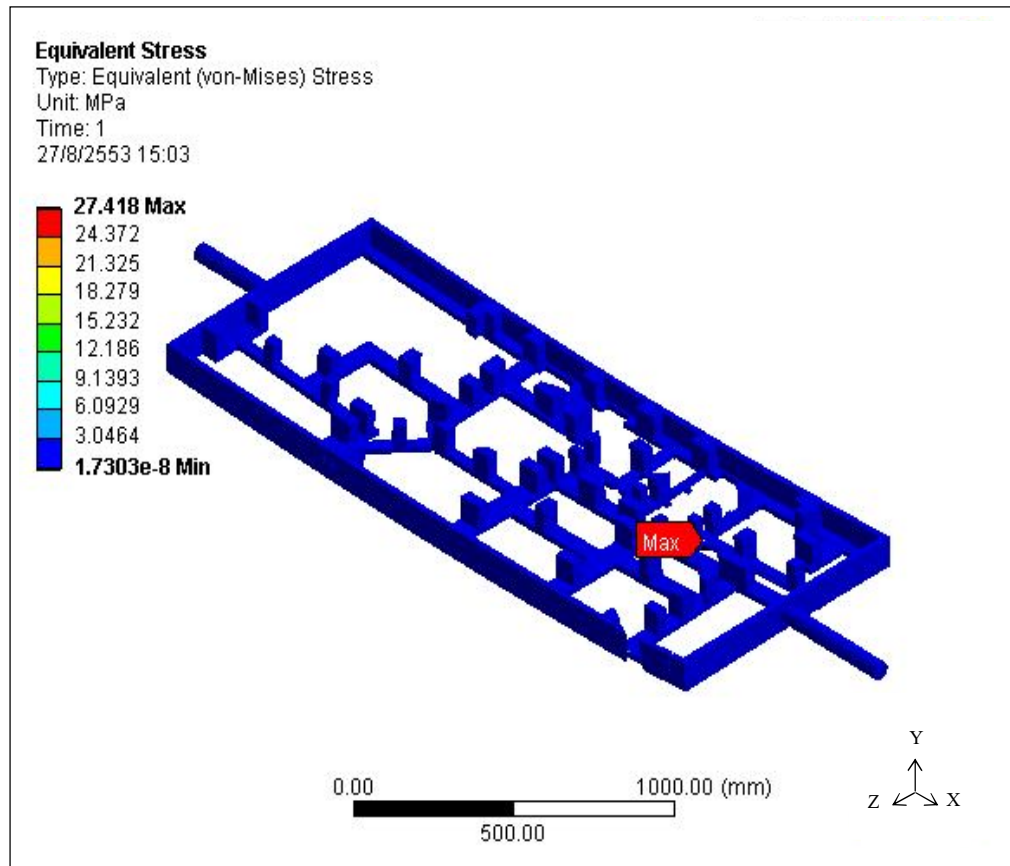 Equivalent Stress
Type: Equivalent (von-Mises) Stress
Unit: MPa
Time: 1
27/8/2553 15:03
27.418 Max
24.372
21.325
18.279
15.232
12.186
9.1393
6.0929
3.0464
1.7303e-8 Min
Max
0.00
1000.00 (mm)
500.00
Y
Z
X